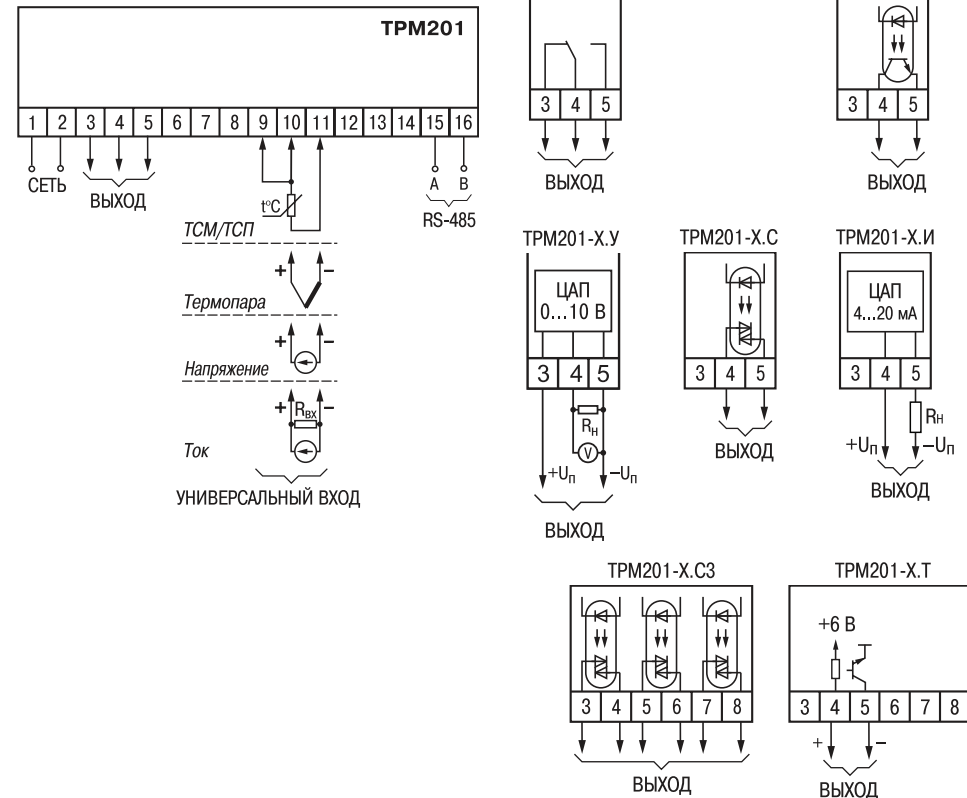 ТРМ201
1 2 3 4 5 6 7 8 9 10 11 12 13 14 15 16
СЕТЬ
ВЫХОД
t°C
A B
RS-485
ТСМ/ТСП
+ –
Термопара
+ –
Напряжение
+ Rвх –
Ток
УНИВЕРСАЛЬНЫЙ ВХОД
3 4 5
ВЫХОД
3 4 5
ВЫХОД
ТРМ201-Х.У
ЦАП
0...10 В
3 4 5
Rн
V
+Uп –Uп
ВЫХОД
ТРМ201-Х.С
3 4 5
ВЫХОД
ТРМ201-Х.И
ЦАП
4...20 мА
3 4 5
Rн
+Uп –Uп
ВЫХОД
ТРМ201-Х.С3
3 4 5 6 7 8
ВЫХОД
ТРМ201-Х.Т
+6 В
3 4 5 6 7 8
+ –
ВЫХОД